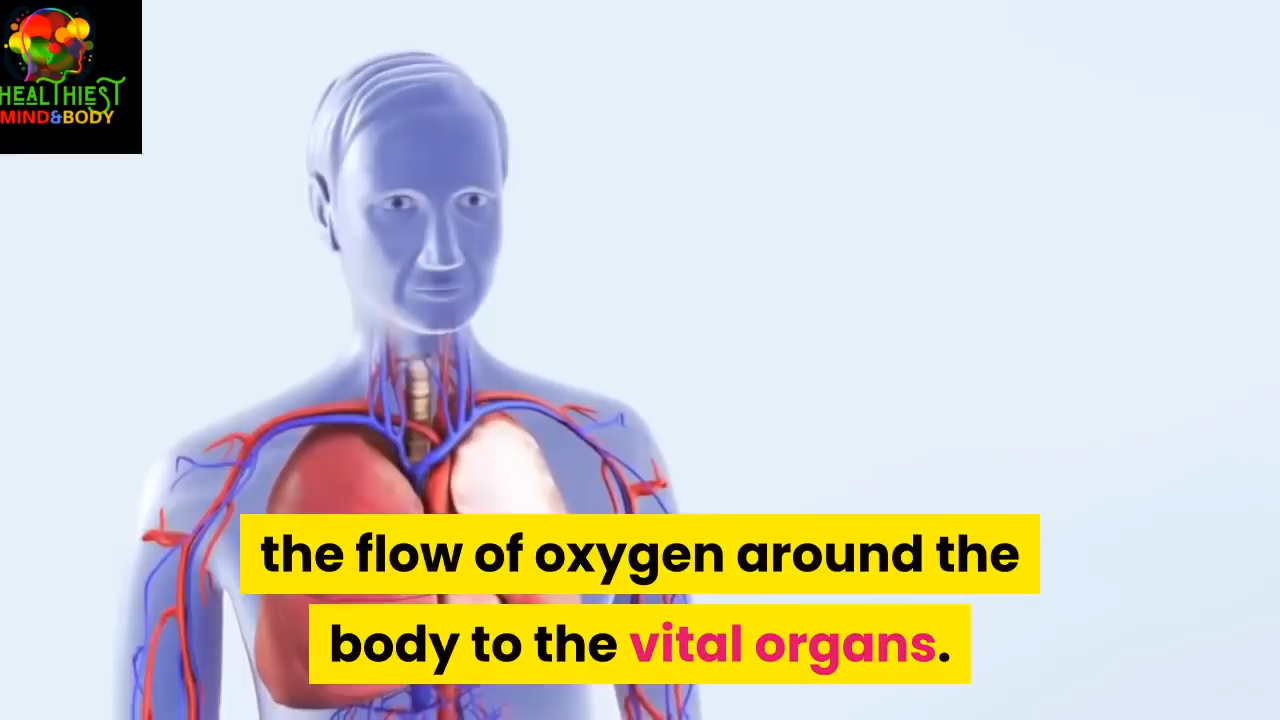 HEALTHIEST
MIND&BODY
the flow of oxygen around the
body to the vital organs.